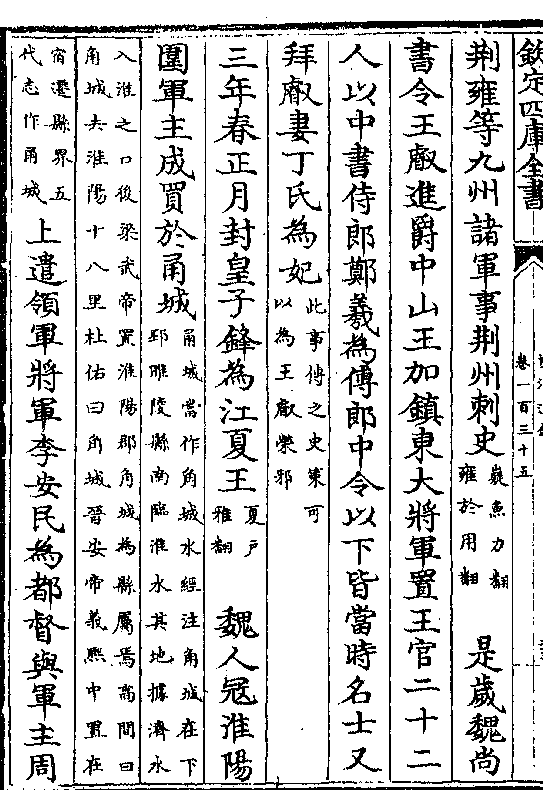 欽定四庫全書
卷一百三十五
荆雍等九州諸軍事荆州刺史嶷魚力翻雍於用翻　是歲魏尚
書令王叡進爵中山王加鎮東大將軍置王官二十二
人以中書侍郎鄭羲為傅郎中令以下皆當時名士又
拜叡妻丁氏為妃此事傳之史策可以為王叡榮邪
三年春正月封皇子鋒為江夏王夏戶雅翻　魏人冦淮陽
圍軍主成買於甬城甬城當作角城水經注角城在下邳睢陵縣南臨淮水其地據濟水
入淮之口後梁武帝置淮陽郡角城為縣屬焉高閭曰角城去淮陽十八里杜佑曰角城晉安帝義熙中置在
宿遷縣界五代志作甬城上遣領軍將軍李安民為都督與軍主周